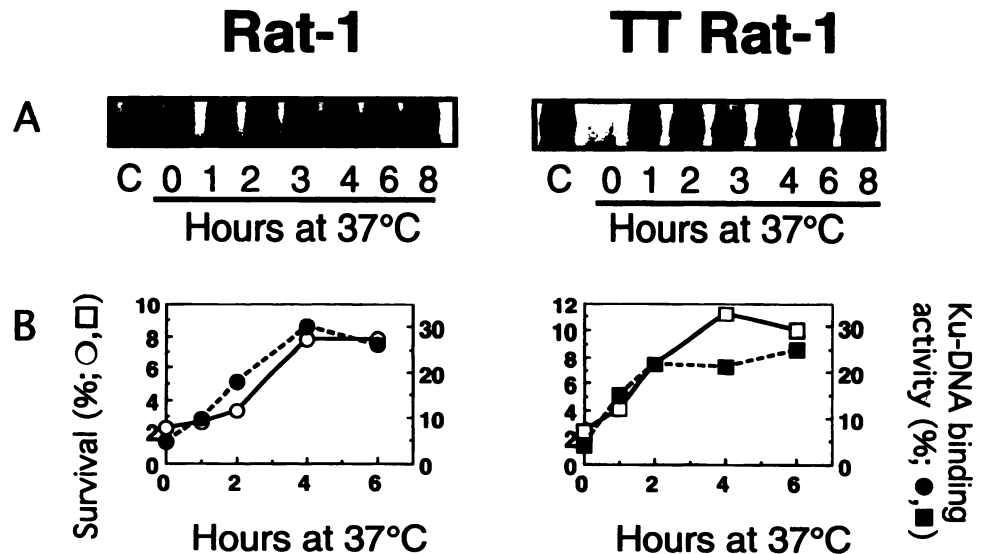 Rat-1 TT Rat-1
A
C 0 1 2 3 4 6 8 C 0 1 2 3 4 6 8
Hours at 37°C Hours at 37°C
B
Survival (%; ○,□)
10
8
6
4
2
0
30
20
10
0
0 2 4 6
Hours at 37°C
12
10
8
6
4
2
0
30
20
10
0
0 2 4 6
Hours at 37°C
Ku-DNA binding
activity (%; ●,■)